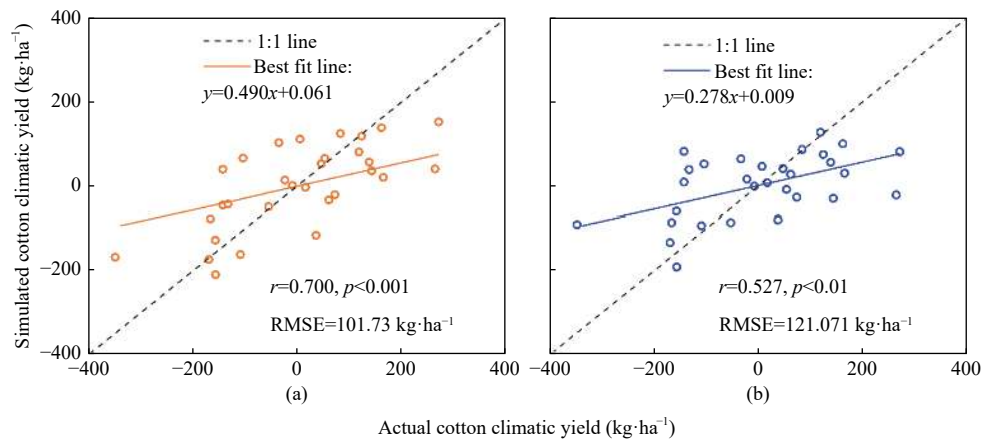 Simulated cotton climatic yield (kg·ha⁻¹)
400
200
0
−200
−400
1:1 line
Best fit line:
y=0.490x+0.061
r=0.700, p<0.001
RMSE=101.73 kg·ha⁻¹
−400
−200
0
200
400
(a)
1:1 line
Best fit line:
y=0.278x+0.009
r=0.527, p<0.01
RMSE=121.071 kg·ha⁻¹
−400
−200
0
200
400
(b)
Actual cotton climatic yield (kg·ha⁻¹)